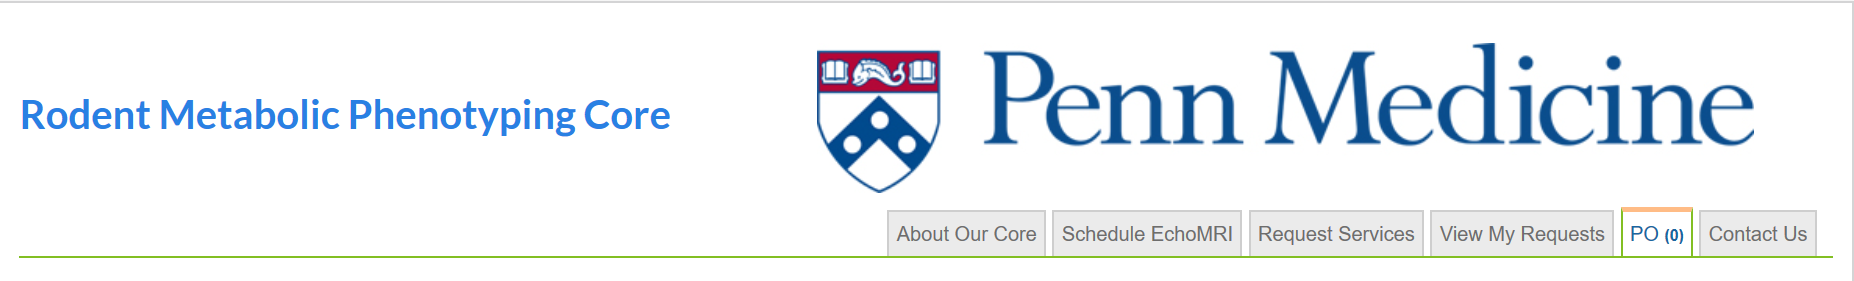 Rodent Metabolic Phenotyping Core
Penn Medicine
About Our Core
Schedule EchoMRI
Request Services
View My Requests
PO (0)
Contact Us